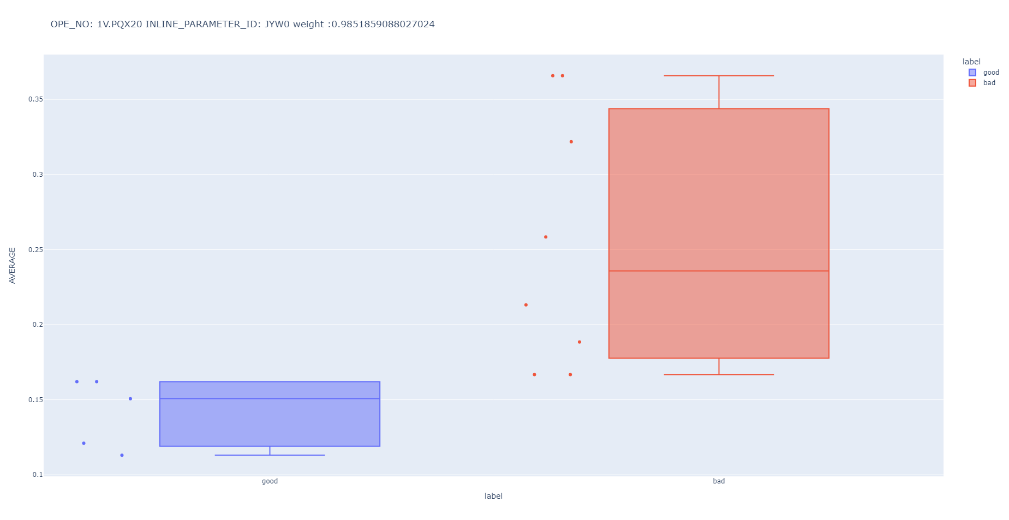 OPE_NO: 1V.PQX20 INLINE_PARAMETER_ID: JYW0 weight :0.9851859088027024
label
good
bad
0.35
0.3
0.25
AVERAGE
0.2
0.15
0.1
good
bad
label